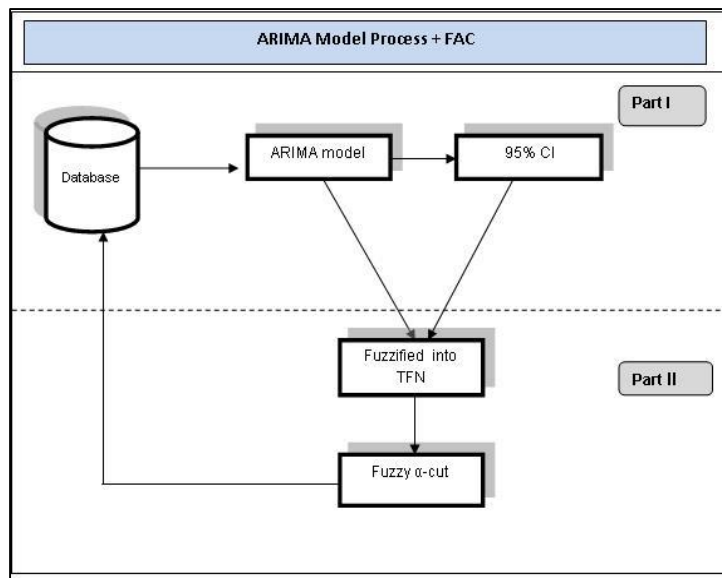 ARIMA Model Process + FAC
Part I
ARIMA model
95% CI
Database
Fuzzified into
TFN
Part II
Fuzzy α-cut